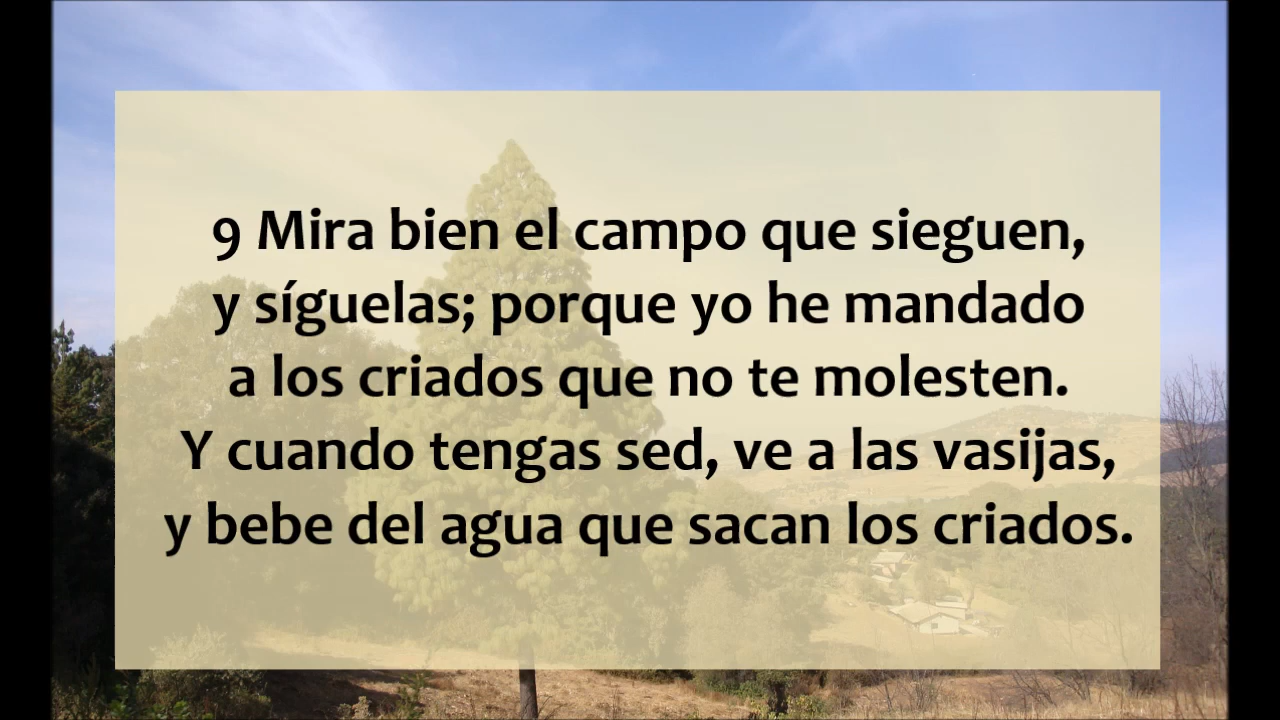 9 Mira bien el campo que sieguen,
y síguelas; porque yo he mandado
a los criados que no te molesten.
Y cuando tengas sed, ve a las vasijas,
y bebe del agua que sacan los criados.